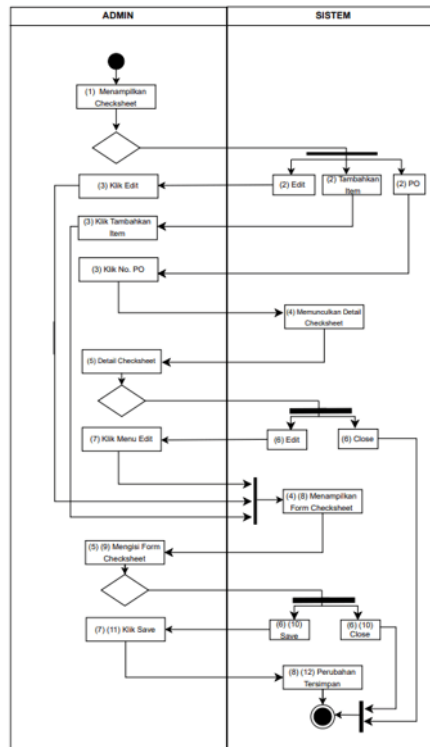 ADMIN
SISTEM
(1) Menampilkan
Checksheet
(2) Edit
(2) Tambahkan
Item
(2) PO
(3) Klik Edit
(3) Klik Tambahkan
Item
(3) Klik No. PO
(4) Memunculkan Detail
Checksheet
(5) Detail Checksheet
(6) Edit
(6) Close
(7) Klik Menu Edit
(4) (8) Menampilkan
Form Checksheet
(5) (9) Mengisi Form
Checksheet
(6) (10)
Save
(6) (10)
Close
(7) (11) Klik Save
(8) (12) Perubahan
Tersimpan